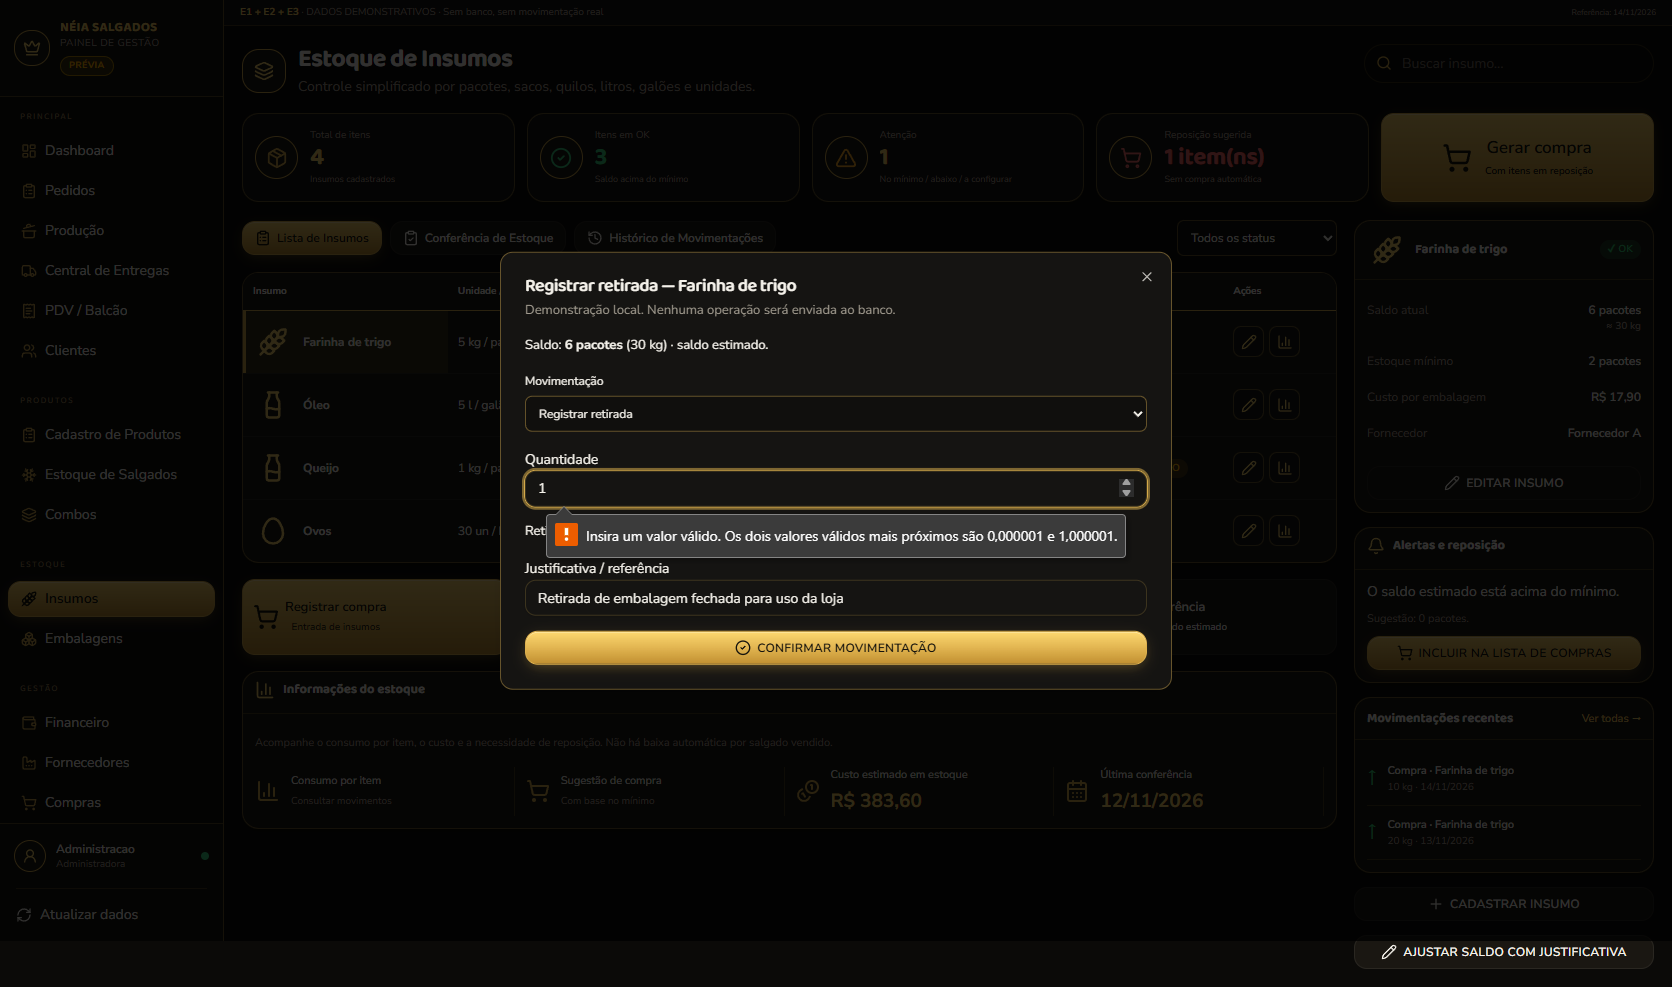 NÉIA SALGADOS
PAINEL DE GESTÃO
PRÉVIA
PRINCIPAL
Dashboard
Pedidos
Produção
Central de Entregas
PDV / Balcão
Clientes
PRODUTOS
Cadastro de Produtos
Estoque de Salgados
Combos
ESTOQUE
Insumos
Embalagens
GESTÃO
Financeiro
Fornecedores
Compras
Administracao
Administradora
Atualizar dados
E1 + E2 + E3 · DADOS DEMONSTRATIVOS · Sem banco, sem movimentação real
Referência: 14/11/2026
Estoque de Insumos
Controle simplificado por pacotes, sacos, quilos, litros, galões e unidades.
Buscar insumo...
Total de itens
4
Insumos cadastrados
Itens em OK
3
Saldo acima do mínimo
Atenção
1
No mínimo / abaixo / a configurar
Reposição sugerida
1 item(ns)
Sem compra automática
Gerar compra
Com itens em reposição
Lista de Insumos
Conferência de Estoque
Histórico de Movimentações
Todos os status
Insumo
Unidade
Ações
Farinha de trigo
5 kg / pa
Óleo
5 l / gal
Queijo
1 kg / pa
Ovos
30 un /
Registrar retirada — Farinha de trigo
Demonstração local. Nenhuma operação será enviada ao banco.
Saldo: 6 pacotes (30 kg) · saldo estimado.
Movimentação
Registrar retirada
Quantidade
1
Ret
Insira um valor válido. Os dois valores válidos mais próximos são 0,000001 e 1,000001.
Justificativa / referência
Retirada de embalagem fechada para uso da loja
CONFIRMAR MOVIMENTAÇÃO
Registrar compra
Entrada de insumos
rência
do estimado
Informações do estoque
Acompanhe o consumo por item, o custo e a necessidade de reposição. Não há baixa automática por salgado vendido.
Consumo por item
Consultar movimentos
Sugestão de compra
Com base no mínimo
Custo estimado em estoque
R$ 383,60
Última conferência
12/11/2026
Farinha de trigo
✓ OK
Saldo atual
6 pacotes
≈ 30 kg
Estoque mínimo
2 pacotes
Custo por embalagem
R$ 17,90
Fornecedor
Fornecedor A
EDITAR INSUMO
Alertas e reposição
O saldo estimado está acima do mínimo.
Sugestão: 0 pacotes.
INCLUIR NA LISTA DE COMPRAS
Movimentações recentes
Ver todas →
Compra · Farinha de trigo
10 kg · 14/11/2026
Compra · Farinha de trigo
20 kg · 13/11/2026
CADASTRAR INSUMO
AJUSTAR SALDO COM JUSTIFICATIVA